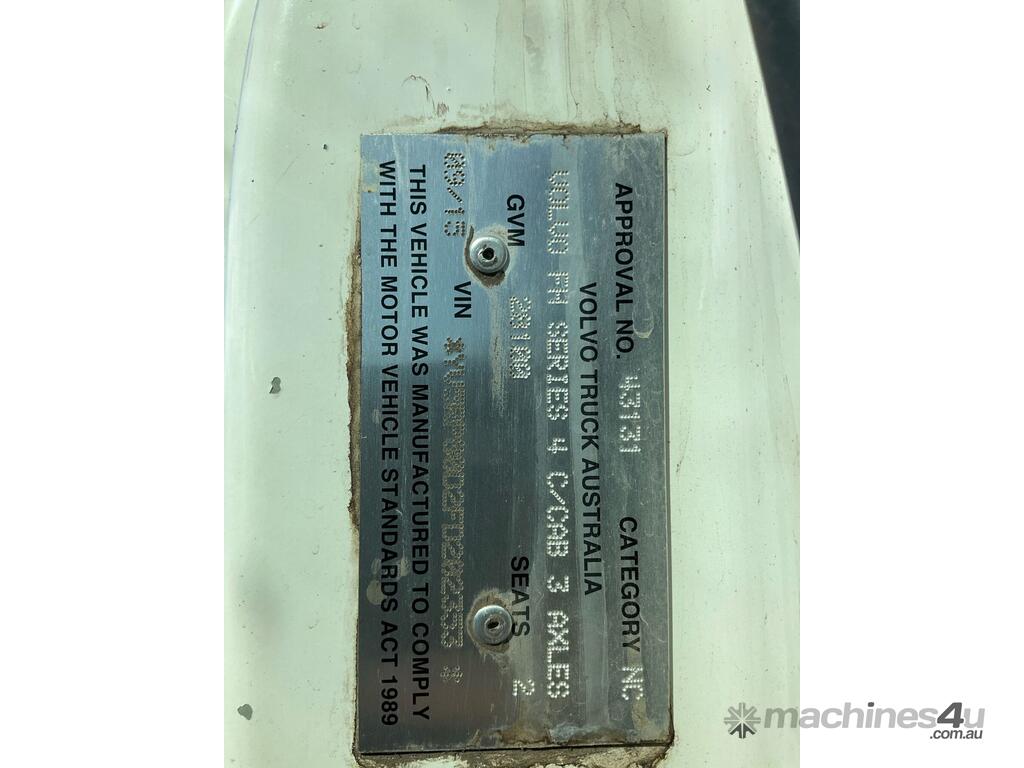 APPROVAL NO. 43131 CATEGORY NC
VOLVO TRUCK AUSTRALIA
VOLVO FM SERIES 4 C/CAB 3 AXLES
GVM 28100 SEATS 2
09/15 VIN
THIS VEHICLE WAS MANUFACTURED TO COMPLY
WITH THE MOTOR VEHICLE STANDARDS ACT 1989
machines4u
.com.au